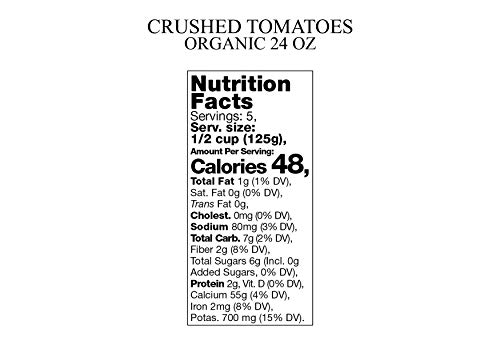 CRUSHED TOMATOES
ORGANIC 24 OZ
Nutrition
Facts
Servings: 5,
Serv. size:
1/2 cup (125g),
Amount Per Serving:
Calories 48,
Total Fat 1g (1% DV),
Sat. Fat 0g (0% DV),
Trans Fat 0g,
Cholest. 0mg (0% DV),
Sodium 80mg (3% DV),
Total Carb. 7g (2% DV),
Fiber 2g (8% DV),
Total Sugars 6g (Incl. 0g
Added Sugars, 0% DV),
Protein 2g, Vit. D (0% DV),
Calcium 55g (4% DV),
Iron 2mg (8% DV),
Potas. 700 mg (15% DV).